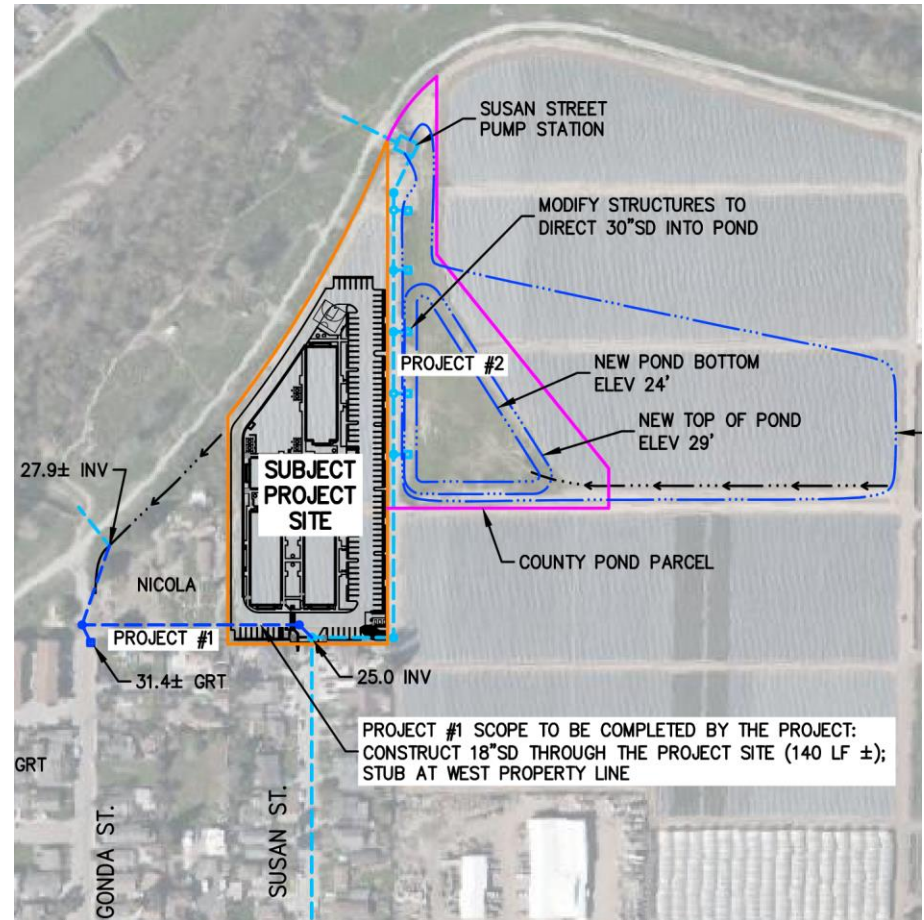 SUSAN STREET
PUMP STATION
MODIFY STRUCTURES TO
DIRECT 30"SD INTO POND
PROJECT #2
NEW POND BOTTOM
ELEV 24'
NEW TOP OF POND
ELEV 29'
SUBJECT
PROJECT
SITE
27.9± INV
COUNTY POND PARCEL
NICOLA
PROJECT #1
31.4± GRT
25.0 INV
PROJECT #1 SCOPE TO BE COMPLETED BY THE PROJECT:
CONSTRUCT 18"SD THROUGH THE PROJECT SITE (140 LF ±);
STUB AT WEST PROPERTY LINE
GRT
GONDA ST.
SUSAN ST.